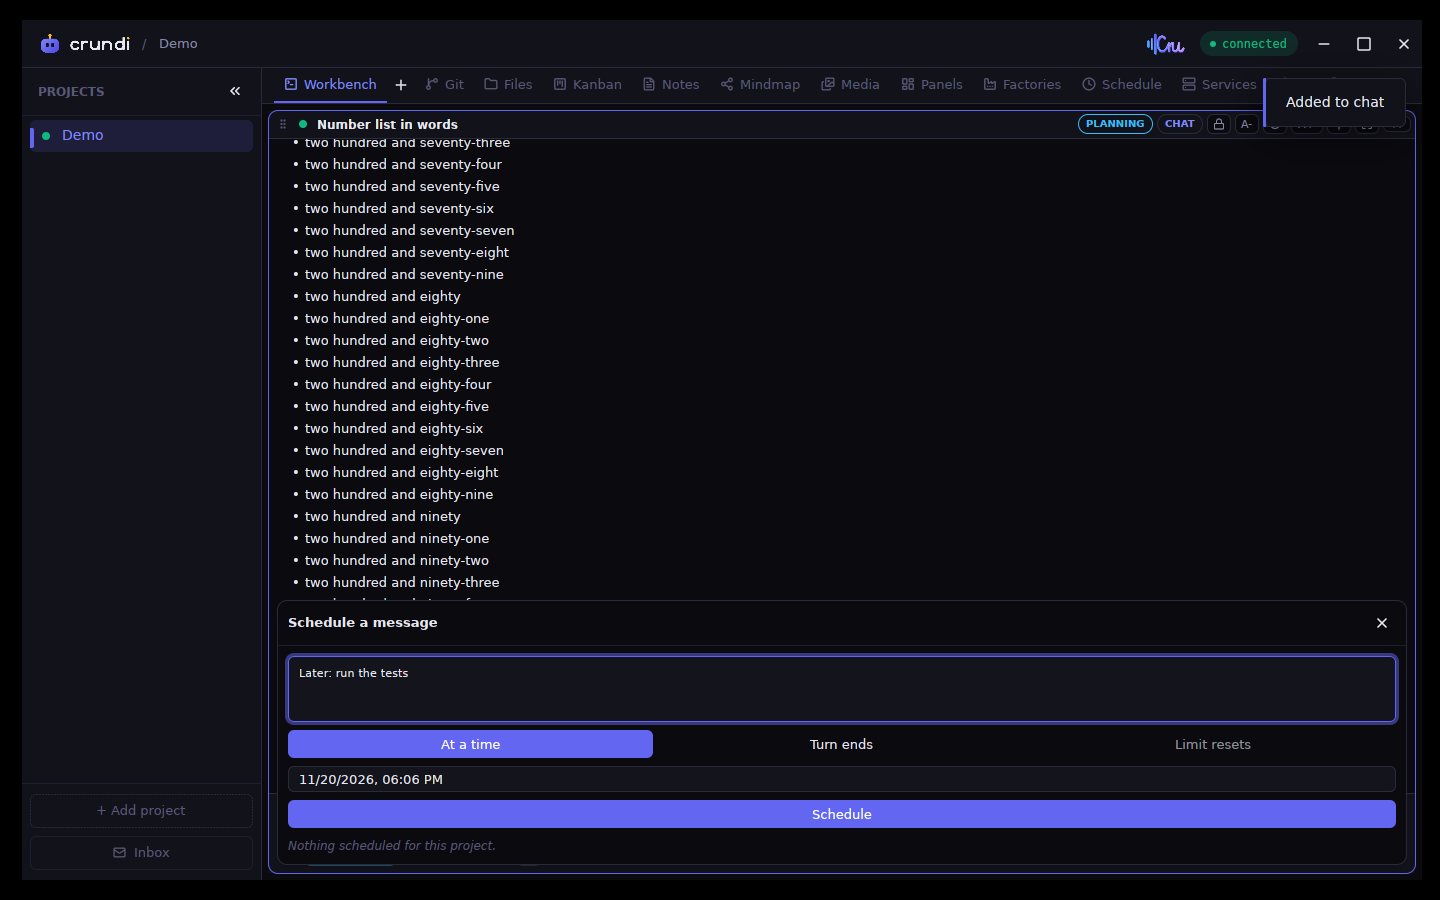 crundi / Demo
Cru
connected
PROJECTS
Workbench
Git
Files
Kanban
Notes
Mindmap
Media
Panels
Factories
Schedule
Services
Added to chat
Demo
Number list in words
PLANNING
CHAT
A-
• two hundred and seventy-three
• two hundred and seventy-four
• two hundred and seventy-five
• two hundred and seventy-six
• two hundred and seventy-seven
• two hundred and seventy-eight
• two hundred and seventy-nine
• two hundred and eighty
• two hundred and eighty-one
• two hundred and eighty-two
• two hundred and eighty-three
• two hundred and eighty-four
• two hundred and eighty-five
• two hundred and eighty-six
• two hundred and eighty-seven
• two hundred and eighty-eight
• two hundred and eighty-nine
• two hundred and ninety
• two hundred and ninety-one
• two hundred and ninety-two
• two hundred and ninety-three
Schedule a message
Later: run the tests
At a time
Turn ends
Limit resets
11/20/2026, 06:06 PM
Schedule
Nothing scheduled for this project.
+ Add project
Inbox